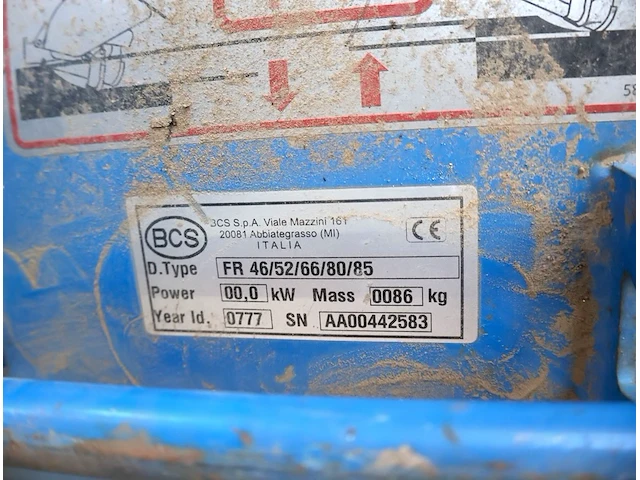 58
BCS
BCS S.p.A. Viale Mazzini 161
20081 Abbiategrasso (MI)
ITALIA
CE
D.Type FR 46/52/66/80/85
Power 00,0 kW Mass 0086 kg
Year Id. 0777 SN AA00442583